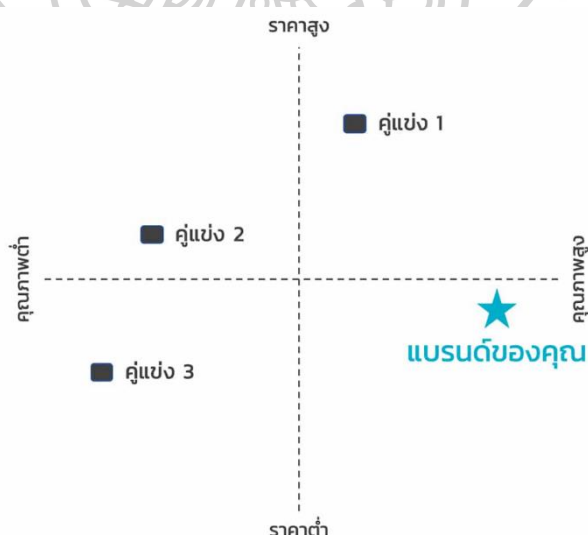 ราคาสูง
คู่แข่ง 1
คู่แข่ง 2
คุณภาพต่ำ
คุณภาพสูง
แบรนด์ของคุณ
คู่แข่ง 3
ราคาต่ำ